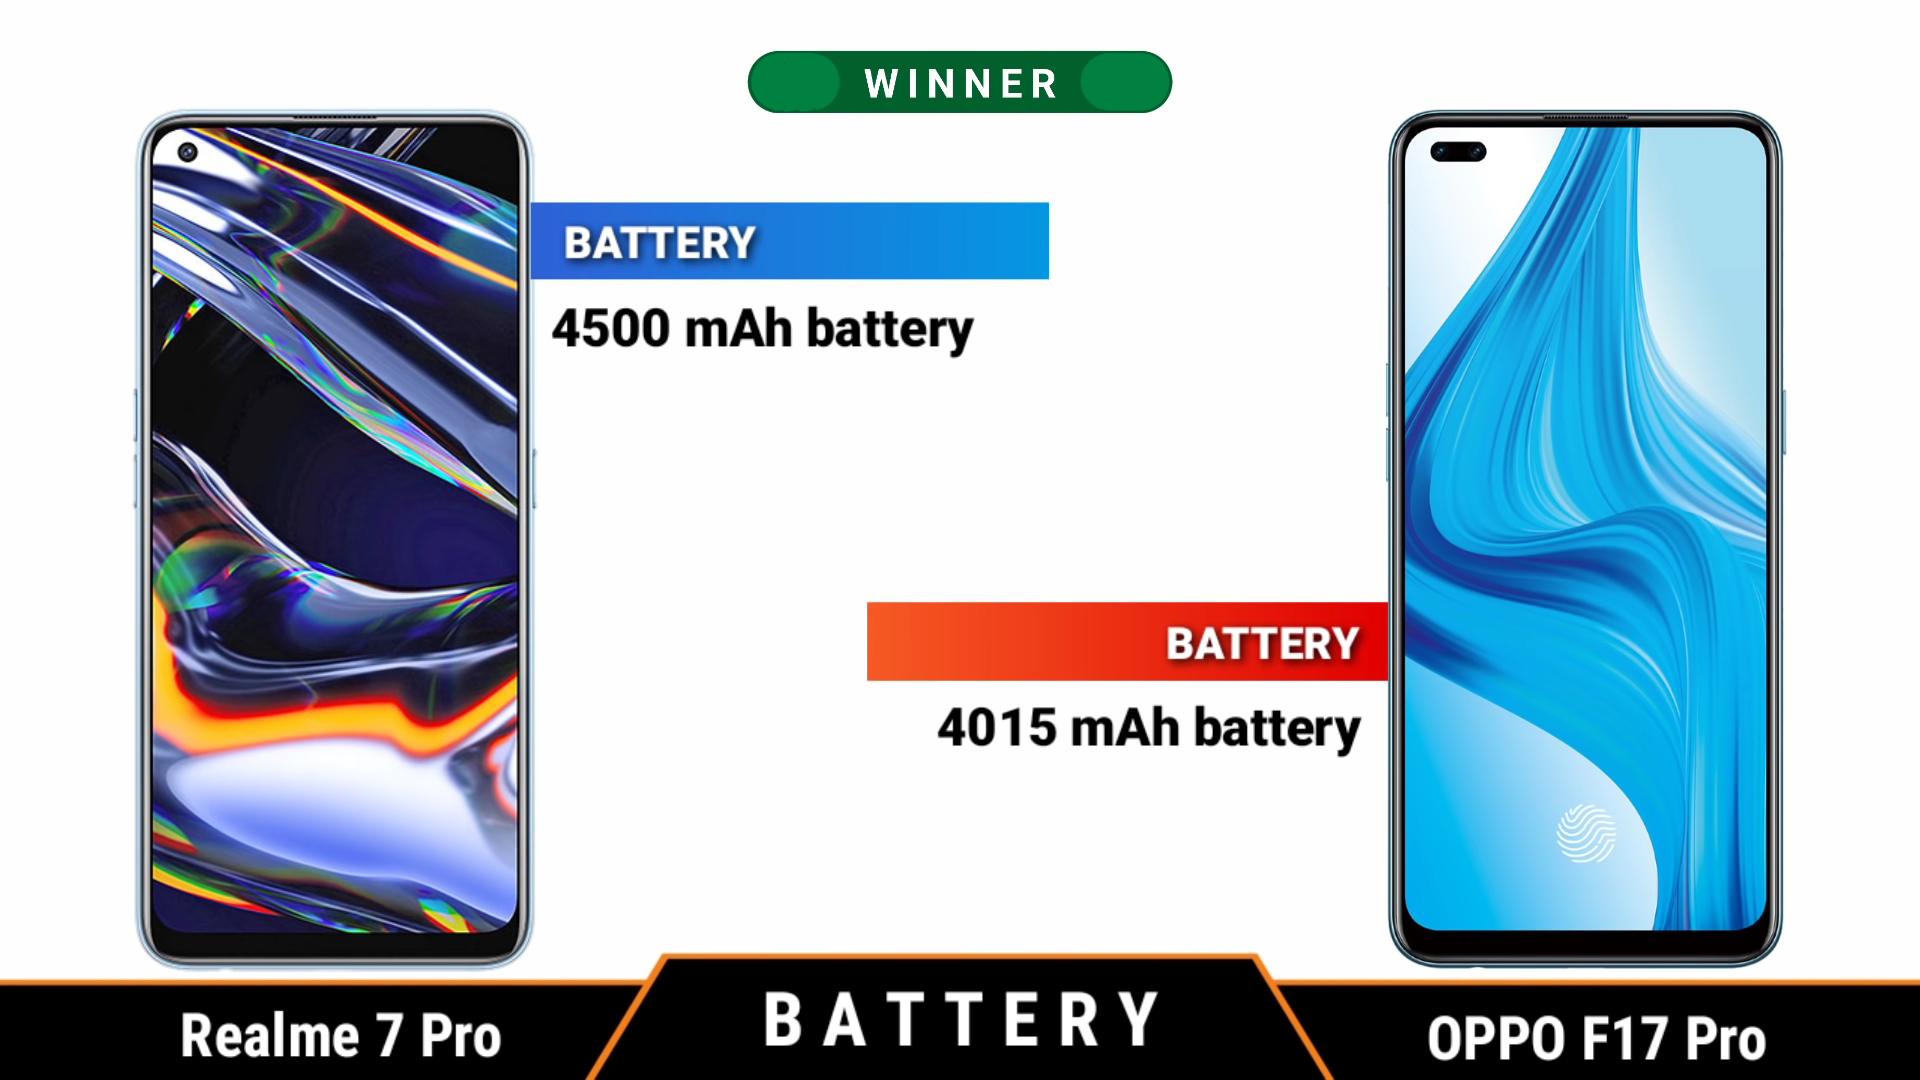 WINNER
BATTERY
4500 mAh battery
BATTERY
4015 mAh battery
Realme 7 Pro
BATTERY
OPPO F17 Pro